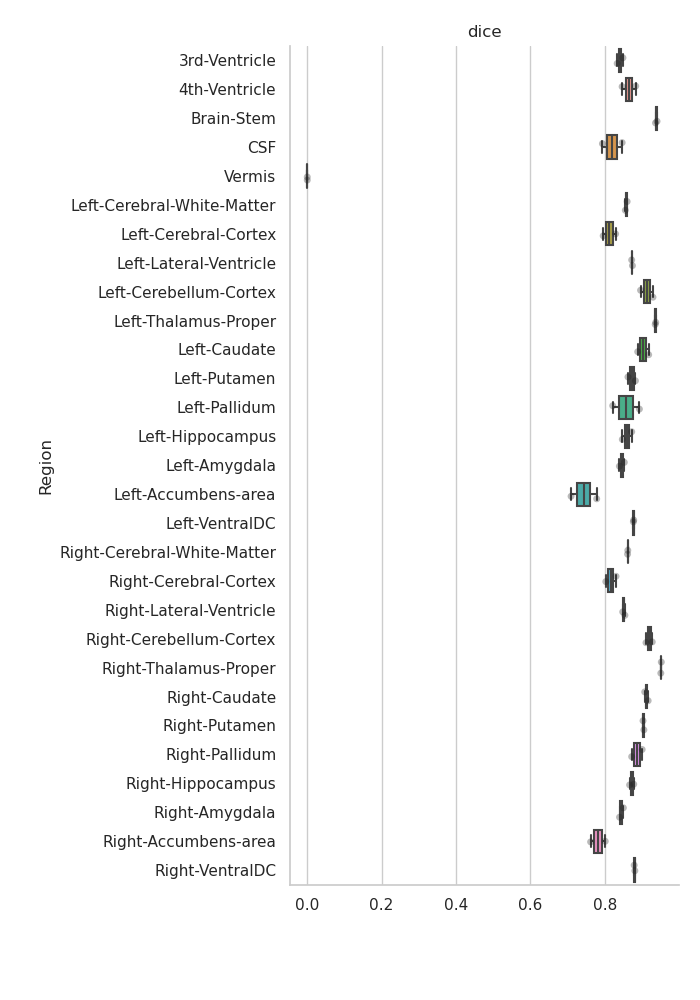 dice
3rd-Ventricle
4th-Ventricle
Brain-Stem
CSF
Vermis
Left-Cerebral-White-Matter
Left-Cerebral-Cortex
Left-Lateral-Ventricle
Left-Cerebellum-Cortex
Left-Thalamus-Proper
Left-Caudate
Left-Putamen
Left-Pallidum
Left-Hippocampus
Left-Amygdala
Left-Accumbens-area
Left-VentralDC
Right-Cerebral-White-Matter
Right-Cerebral-Cortex
Right-Lateral-Ventricle
Right-Cerebellum-Cortex
Right-Thalamus-Proper
Right-Caudate
Right-Putamen
Right-Pallidum
Right-Hippocampus
Right-Amygdala
Right-Accumbens-area
Right-VentralDC
Region
0.0 0.2 0.4 0.6 0.8